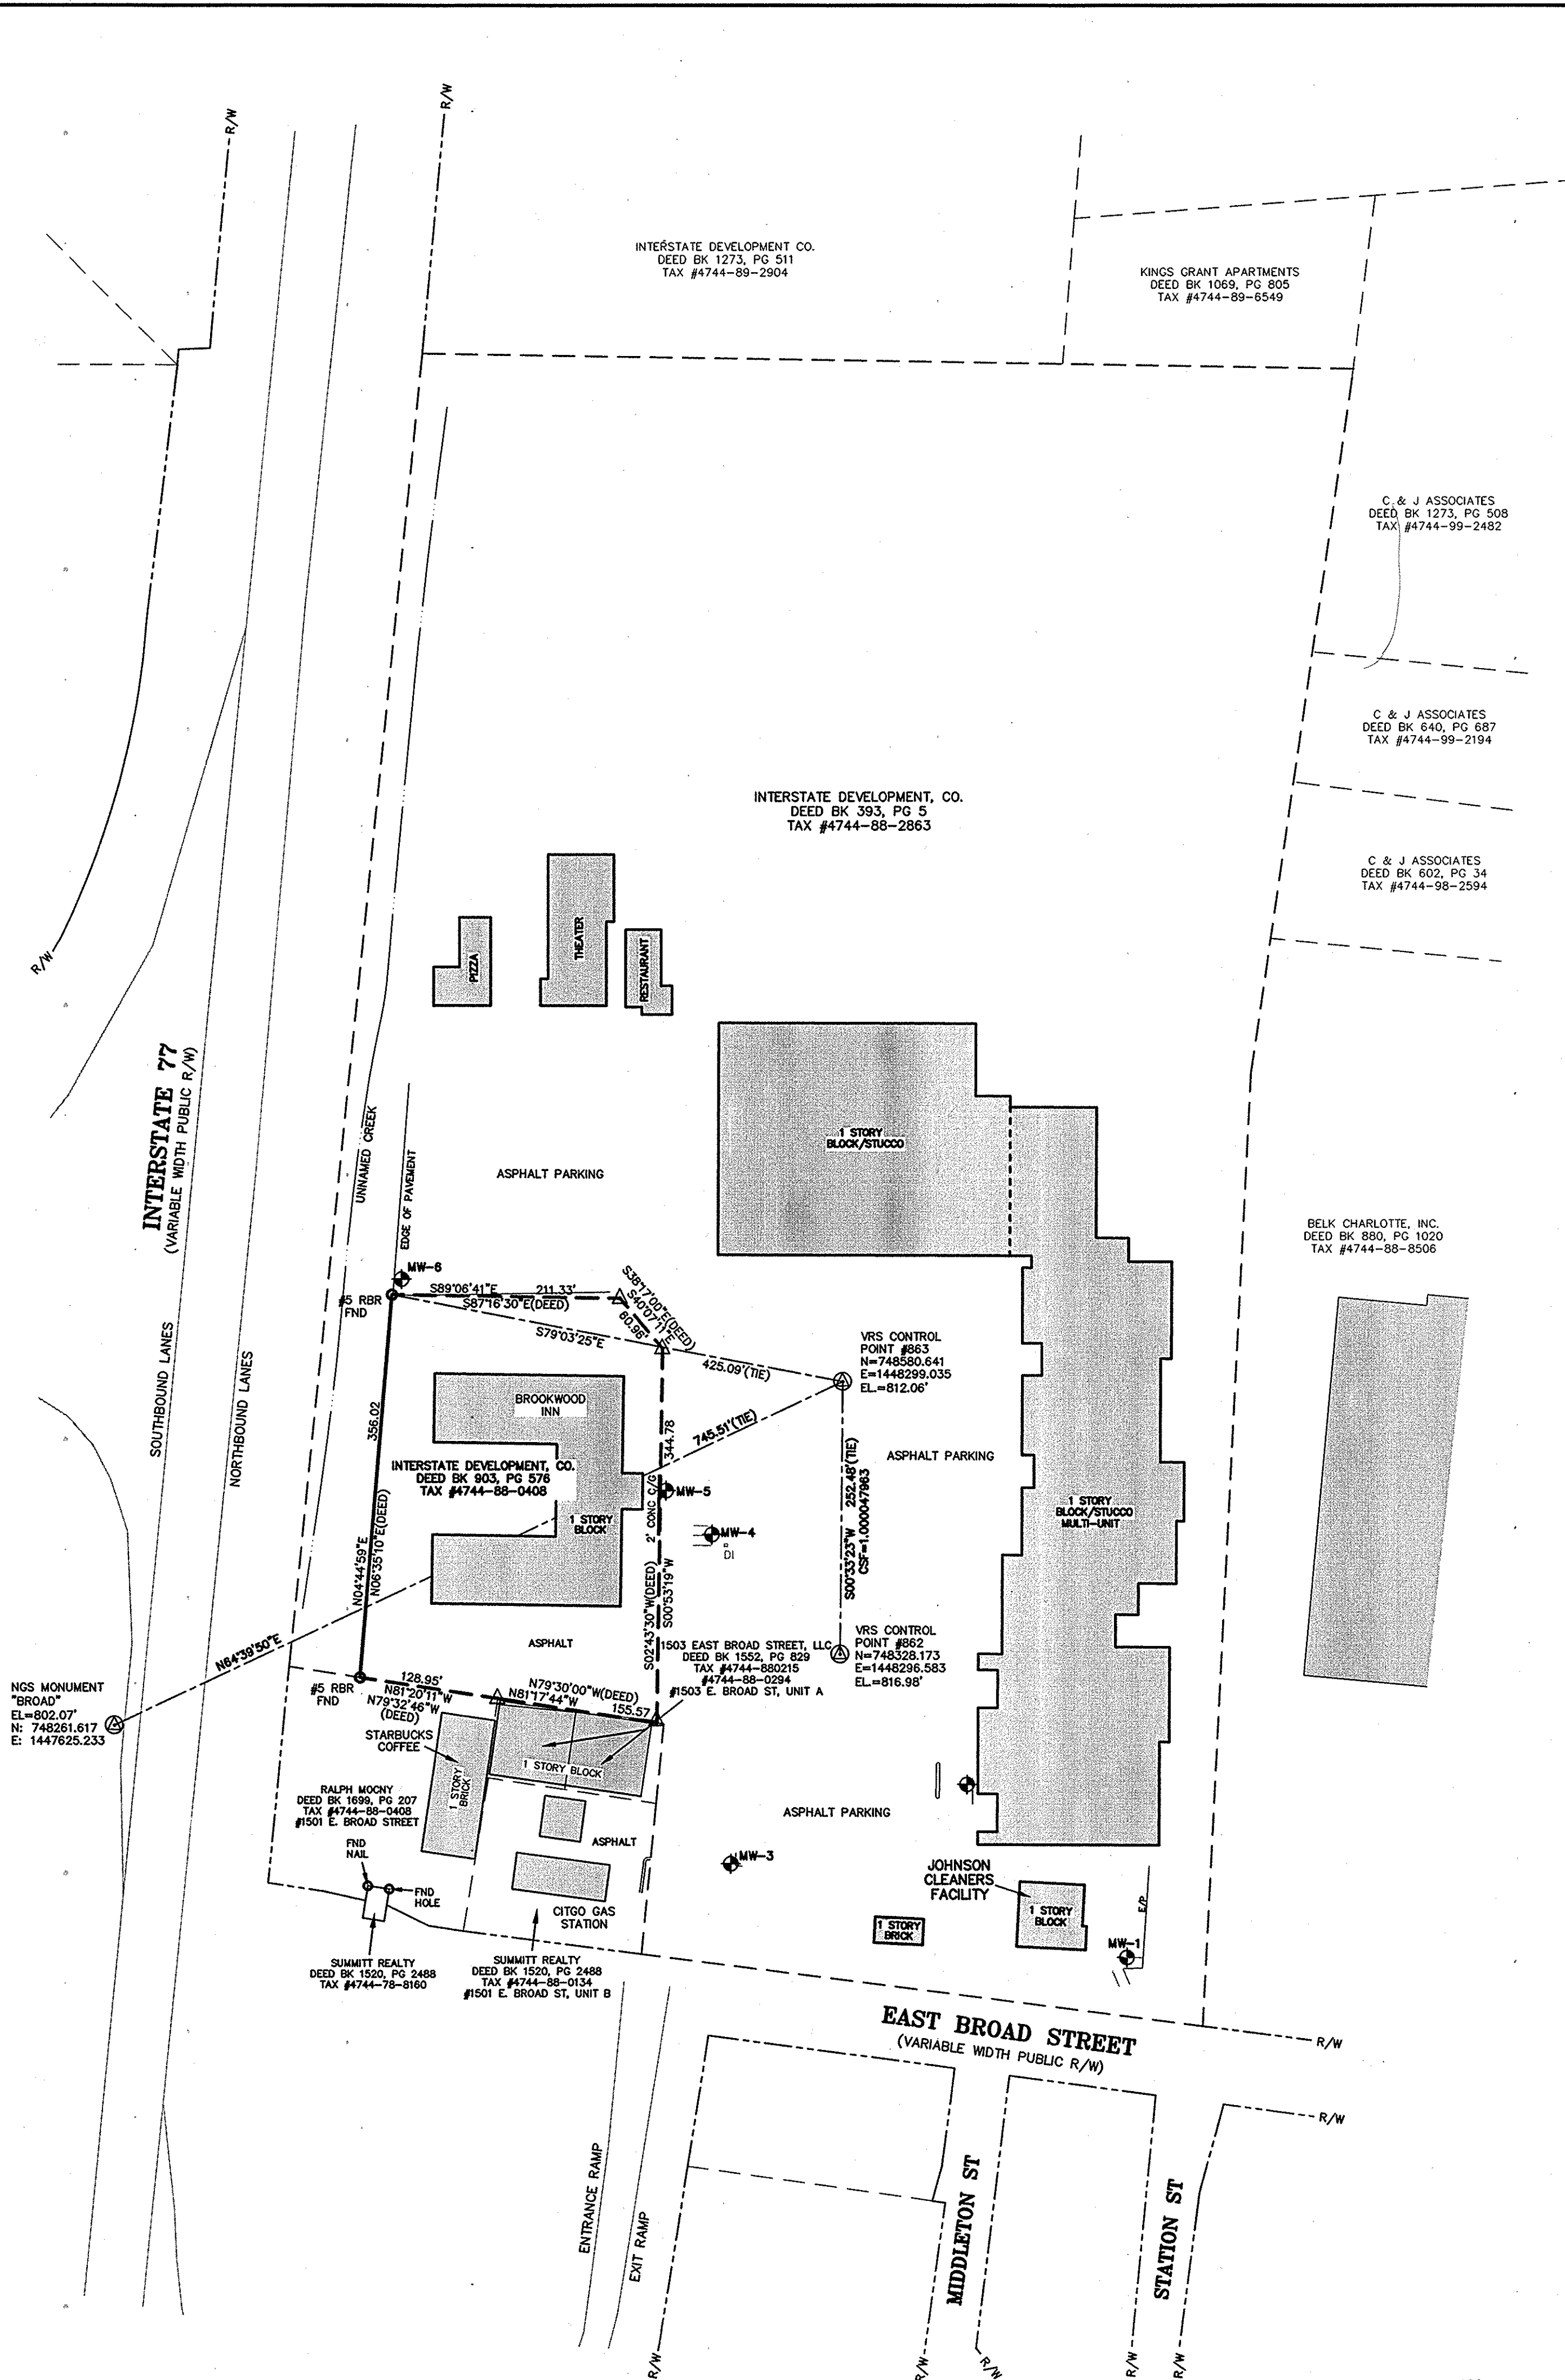 R/W
R/W
INTERSTATE DEVELOPMENT CO.
DEED BK 1273, PG 511
TAX #4744-89-2904
KINGS GRANT APARTMENTS
DEED BK 1069, PG 805
TAX #4744-89-6549
C & J ASSOCIATES
DEED BK 1273, PG 508
TAX #4744-99-2482
C & J ASSOCIATES
DEED BK 640, PG 687
TAX #4744-99-2194
INTERSTATE DEVELOPMENT, CO.
DEED BK 393, PG 5
TAX #4744-88-2863
C & J ASSOCIATES
DEED BK 602, PG 34
TAX #4744-98-2594
R/W
PIZZA
THEATER
RESTAURANT
INTERSTATE 77
(VARIABLE WIDTH PUBLIC R/W)
UNNAMED CREEK
EDGE OF PAVEMENT
ASPHALT PARKING
1 STORY
BLOCK/STUCCO
BELK CHARLOTTE, INC.
DEED BK 880, PG 1020
TAX #4744-88-8506
MW-6
#5 RBR
FND
S89°06'41"E 211.33'
S87°16'30"E(DEED)
S38°17'00"E(DEED)
S40°07'11"E
80.96'
S79°03'25"E
425.09'(TIE)
VRS CONTROL
POINT #863
N=748580.641
E=1448299.035
EL.=812.06'
SOUTHBOUND LANES
NORTHBOUND LANES
356.02
N04°44'59"E
N06°35'10"E(DEED)
BROOKWOOD
INN
INTERSTATE DEVELOPMENT, CO.
DEED BK 903, PG 576
TAX #4744-88-0408
1 STORY
BLOCK
344.78
745.51'(TIE)
2' CONC C/G
MW-5
MW-4
DI
S02°43'30"W(DEED)
S00°53'19"W
S00°33'23"W 252.48'(TIE)
CSF=1.000047963
ASPHALT PARKING
1 STORY
BLOCK/STUCCO
MULTI-UNIT
N64°39'50"E
ASPHALT
1503 EAST BROAD STREET, LLC
DEED BK 1552, PG 829
TAX #4744-880215
#4744-88-0294
#1503 E. BROAD ST, UNIT A
VRS CONTROL
POINT #862
N=748328.173
E=1448296.583
EL.=816.98'
NGS MONUMENT
"BROAD"
EL=802.07'
N: 748261.617
E: 1447625.233
#5 RBR
FND
128.95'
N81°20'11"W
N79°32'46"W
(DEED)
N79°30'00"W(DEED)
N81°17'44"W
155.57
STARBUCKS
COFFEE
1 STORY
BRICK
1 STORY BLOCK
RALPH MOCNY
DEED BK 1699, PG 207
TAX #4744-88-0408
#1501 E. BROAD STREET
ASPHALT PARKING
ASPHALT
FND
NAIL
FND
HOLE
MW-3
CITGO GAS
STATION
JOHNSON
CLEANERS
FACILITY
1 STORY
BRICK
1 STORY
BLOCK
E/P
MW-1
SUMMITT REALTY
DEED BK 1520, PG 2488
TAX #4744-78-8160
SUMMITT REALTY
DEED BK 1520, PG 2488
TAX #4744-88-0134
#1501 E. BROAD ST, UNIT B
EAST BROAD STREET
(VARIABLE WIDTH PUBLIC R/W)
R/W
R/W
ENTRANCE RAMP
EXIT RAMP
MIDDLETON ST
STATION ST
R/W
R/W
R/W
R/W
R/W